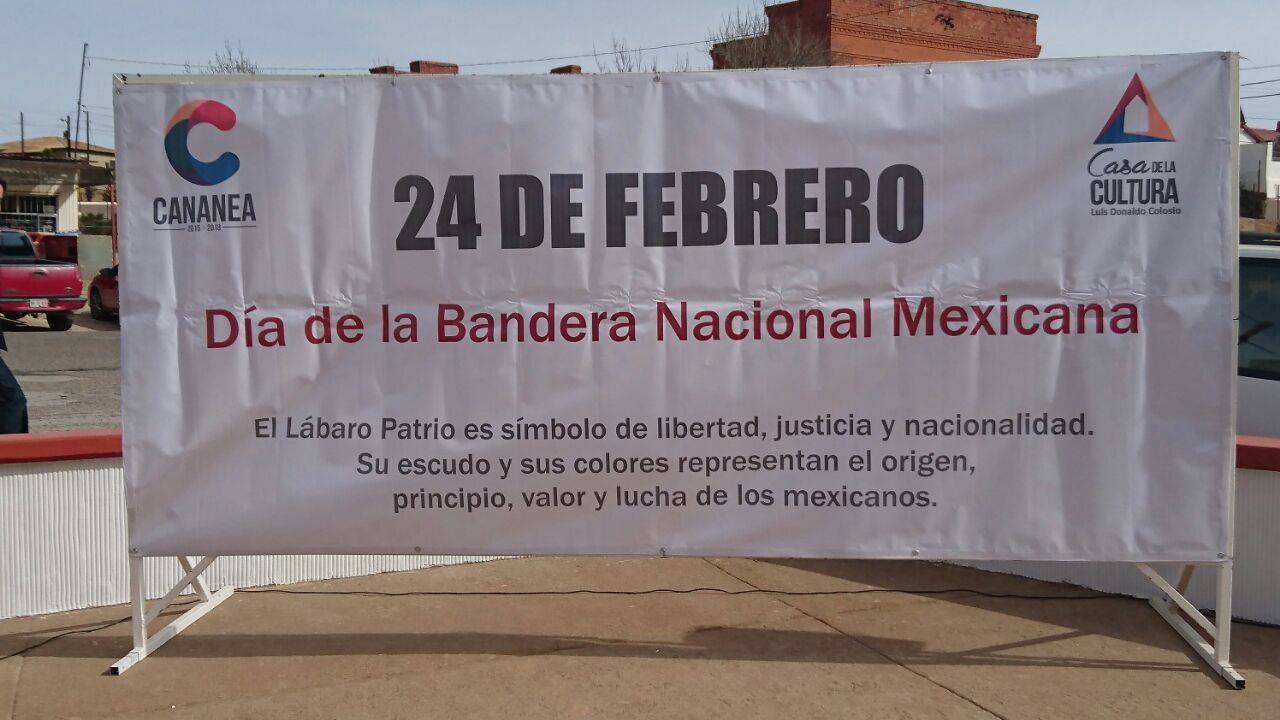 CANANEA
2015 - 2018
Casa DE LA
CULTURA
Luis Donaldo Colosio
24 DE FEBRERO
Día de la Bandera Nacional Mexicana
El Lábaro Patrio es símbolo de libertad, justicia y nacionalidad.
Su escudo y sus colores representan el origen,
principio, valor y lucha de los mexicanos.